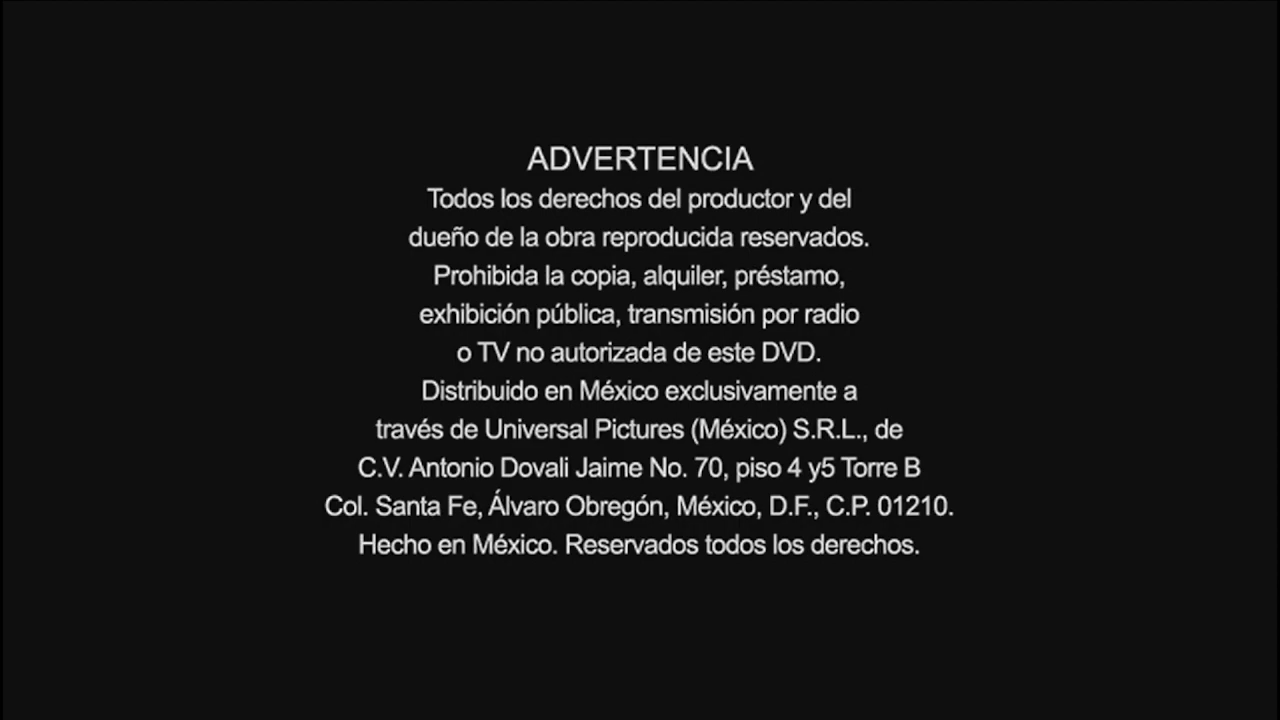 ADVERTENCIA
Todos los derechos del productor y del
dueño de la obra reproducida reservados.
Prohibida la copia, alquiler, préstamo,
exhibición pública, transmisión por radio
o TV no autorizada de este DVD.
Distribuido en México exclusivamente a
través de Universal Pictures (México) S.R.L., de
C.V. Antonio Dovali Jaime No. 70, piso 4 y5 Torre B
Col. Santa Fe, Álvaro Obregón, México, D.F., C.P. 01210.
Hecho en México. Reservados todos los derechos.